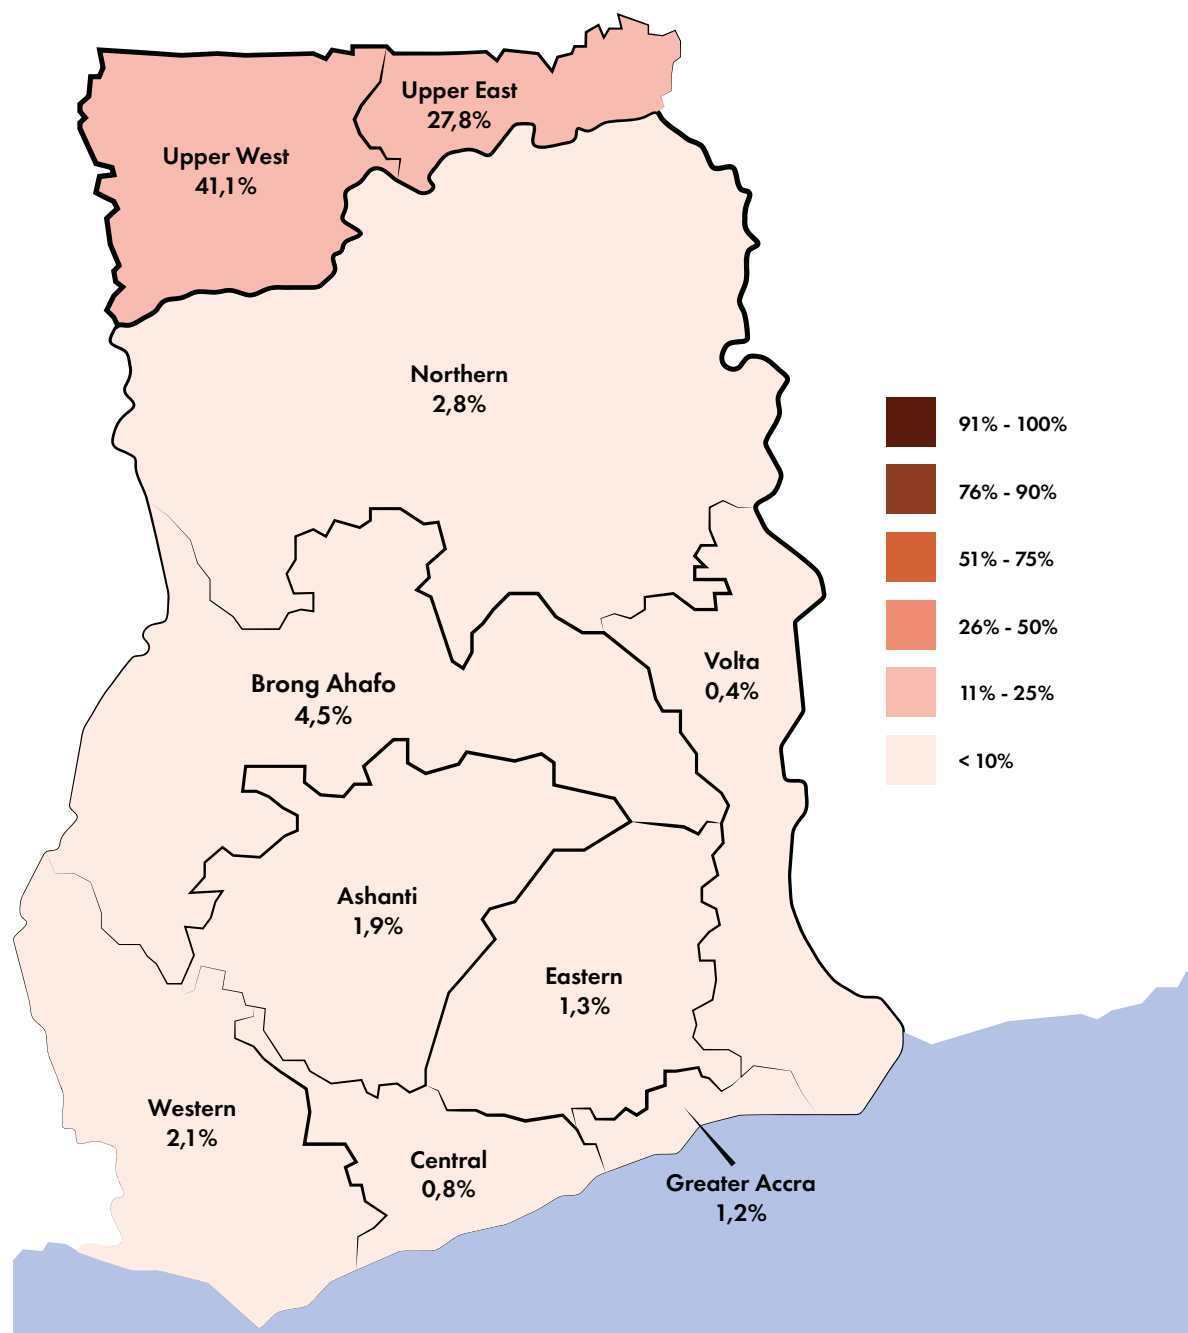 Upper East
27,8%
Upper West
41,1%
Northern
2,8%
Volta
0,4%
Brong Ahafo
4,5%
Ashanti
1,9%
Eastern
1,3%
Western
2,1%
Central
0,8%
Greater Accra
1,2%
91% - 100%
76% - 90%
51% - 75%
26% - 50%
11% - 25%
< 10%